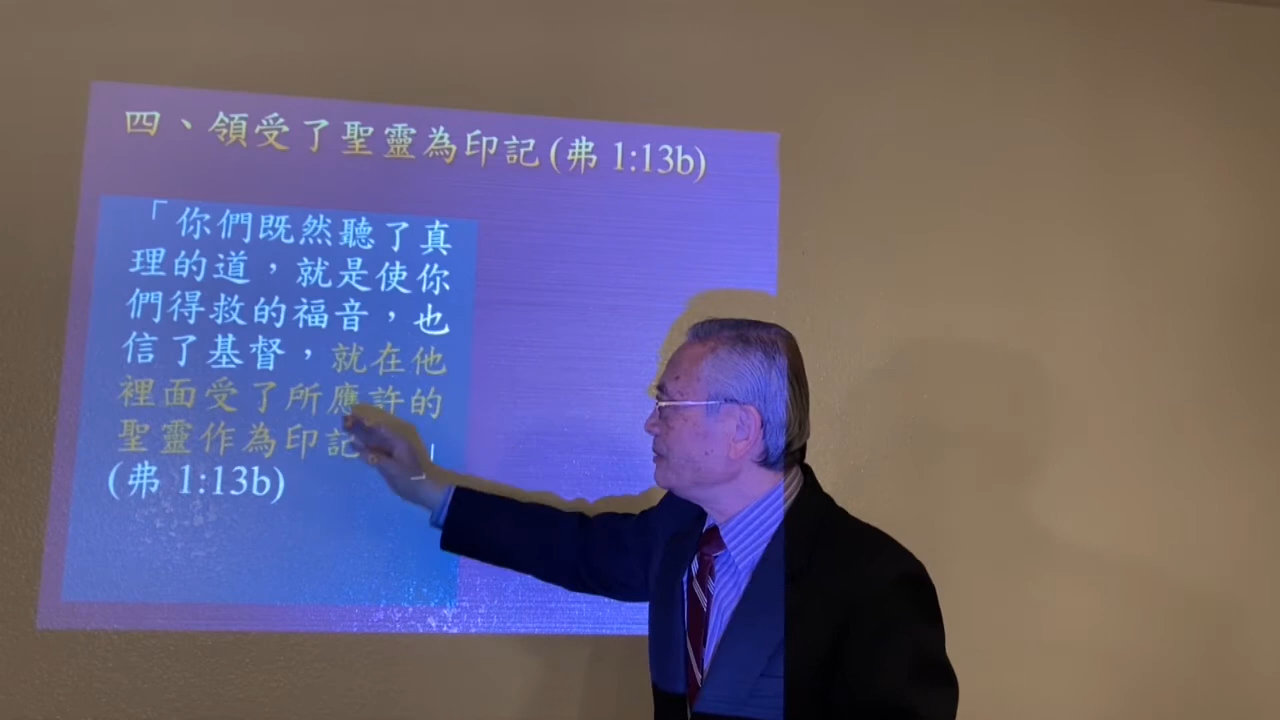 四、領受了聖靈為印記(弗 1:13b)
「你們既然聽了真
理的道，就是使你
們得救的福音，也
信了基督，就在他
裡面受了所應許的
聖靈作為印記。」
(弗 1:13b)